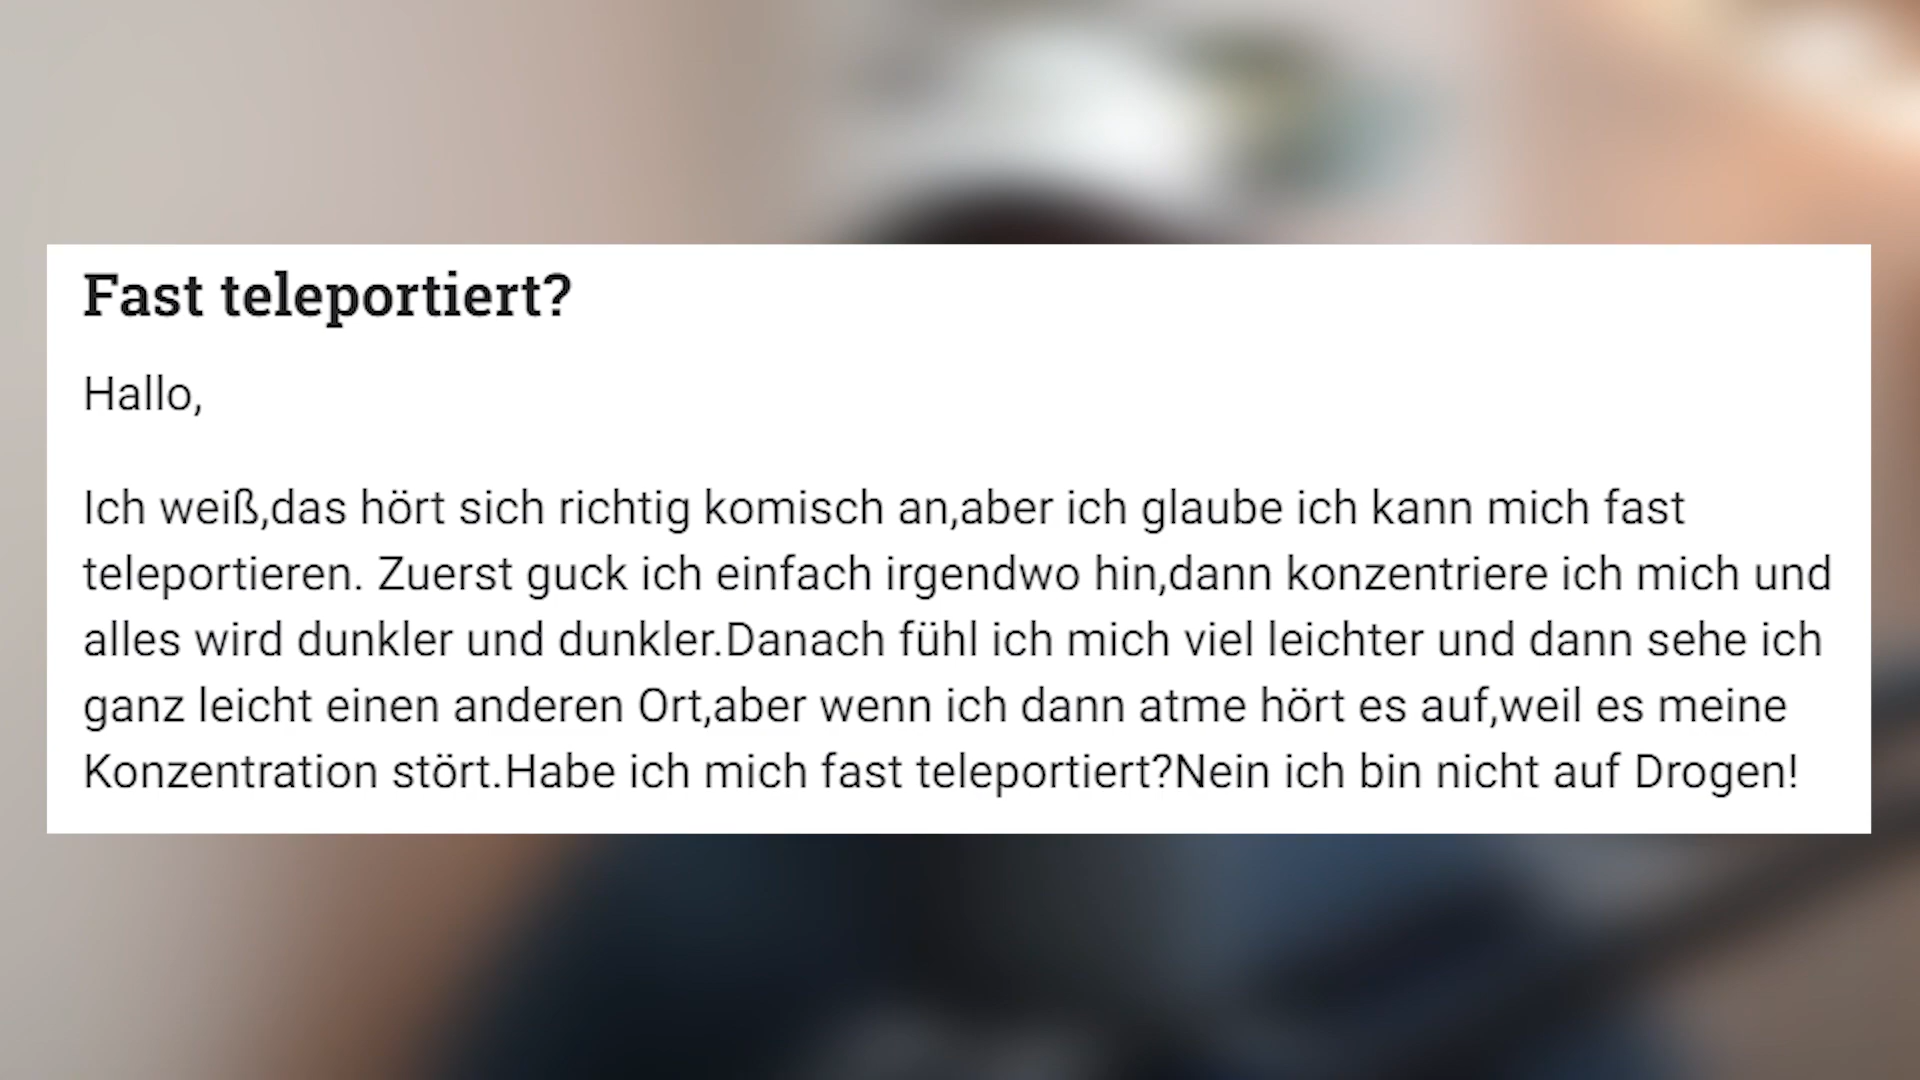 Fast teleportiert?
Hallo,
Ich weiß,das hört sich richtig komisch an,aber ich glaube ich kann mich fast
teleportieren. Zuerst guck ich einfach irgendwo hin,dann konzentriere ich mich und
alles wird dunkler und dunkler.Danach fühl ich mich viel leichter und dann sehe ich
ganz leicht einen anderen Ort,aber wenn ich dann atme hört es auf,weil es meine
Konzentration stört.Habe ich mich fast teleportiert?Nein ich bin nicht auf Drogen!